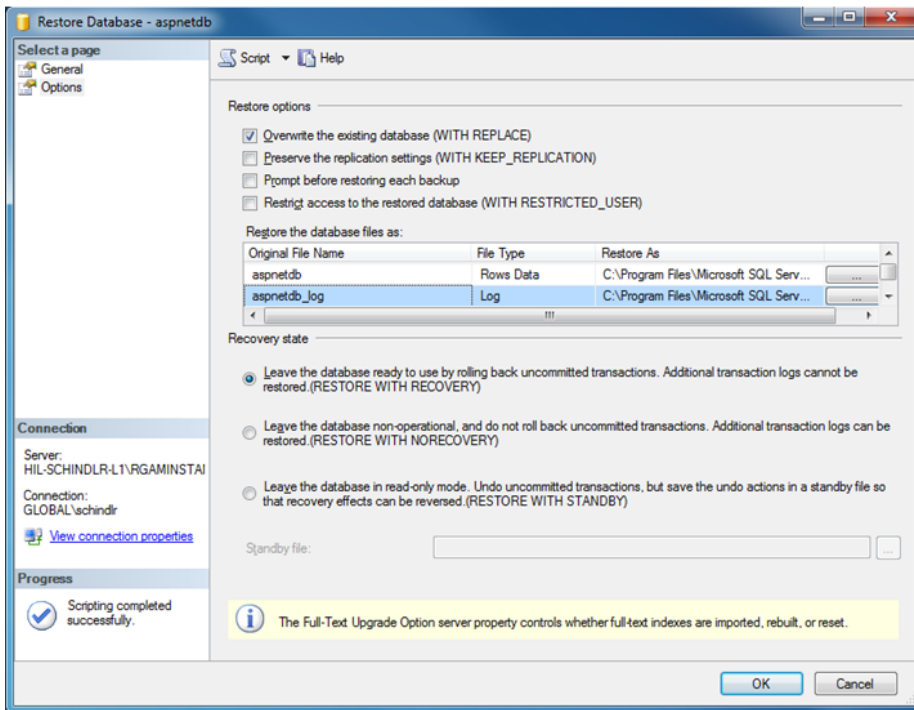 Restore Database - aspnetdb
Select a page
General
Options
Script
Help
Restore options
Overwrite the existing database (WITH REPLACE)
Preserve the replication settings (WITH KEEP_REPLICATION)
Prompt before restoring each backup
Restrict access to the restored database (WITH RESTRICTED_USER)
Restore the database files as:
Original File Name File Type Restore As
aspnetdb Rows Data C:\Program Files\Microsoft SQL Serv... ...
aspnetdb_log Log C:\Program Files\Microsoft SQL Serv... ...
Recovery state
Leave the database ready to use by rolling back uncommitted transactions. Additional transaction logs cannot be
restored.(RESTORE WITH RECOVERY)
Leave the database non-operational, and do not roll back uncommitted transactions. Additional transaction logs can be
restored.(RESTORE WITH NORECOVERY)
Leave the database in read-only mode. Undo uncommitted transactions, but save the undo actions in a standby file so
that recovery effects can be reversed.(RESTORE WITH STANDBY)
Standby file: ...
Connection
Server:
HIL-SCHINDLR-L1\RGAMINSTAI
Connection:
GLOBAL\schindlr
View connection properties
Progress
Scripting completed
successfully.
The Full-Text Upgrade Option server property controls whether full-text indexes are imported, rebuilt, or reset.
OK
Cancel